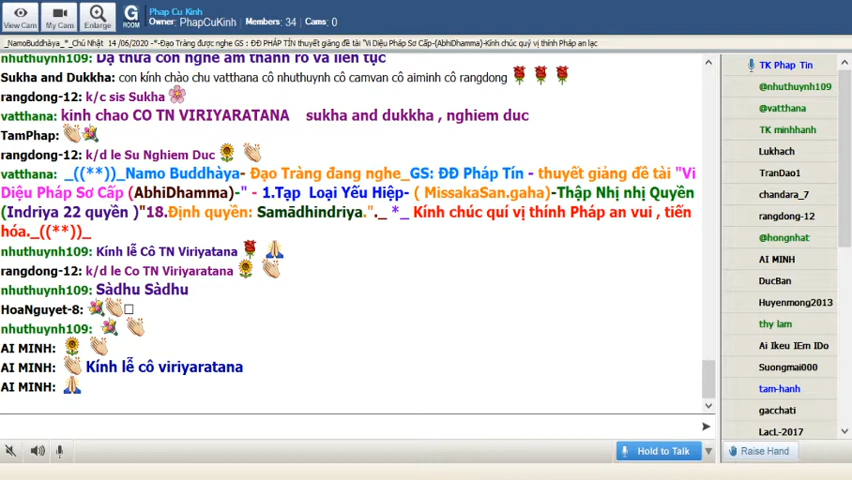 Phap Cu Kinh
Owner: PhapCuKinh Members: 34 Cams: 0
View Cam My Cam Enlarge G ROOM
_NamoBuddhàya_*_Chủ Nhật 14 /06/2020 -*-Đạo Tràng được nghe GS : ĐĐ PHÁP TÍN thuyết giảng đề tài "Vi Diệu Pháp Sơ Cấp-(AbhiDhamma)-Kính chúc quý vị thính Pháp an lạc
nhuthuynh109: Dạ thưa con nghe âm thanh rõ và liên tục
Sukha and Dukkha: con kính chào chu vatthana cô nhuthuynh cô camvan cô aiminh cô rangdong
rangdong-12: k/c sis Sukha
vatthana: kinh chao CO TN VIRIYARATANA sukha and dukkha , nghiem duc
TamPhap:
rangdong-12: k/d le Su Nghiem Duc
vatthana: _((**))_Namo Buddhàya- Đạo Tràng đang nghe_GS: ĐĐ Pháp Tín - thuyết giảng đề tài "Vi
Diệu Pháp Sơ Cấp (AbhiDhamma)-" - 1.Tạp Loại Yếu Hiệp- ( MissakaSan.gaha)-Thập Nhị nhị Quyền
(Indriya 22 quyền )"18.Định quyền: Samādhindriya."._ *_ Kính chúc quí vị thính Pháp an vui , tiến
hóa._((**))_
nhuthuynh109: Kính lễ Cô TN Viriyatana
rangdong-12: k/d le Co TN Viriyaratana
nhuthuynh109: Sàdhu Sàdhu
HoaNguyet-8:
nhuthuynh109:
AI MINH:
AI MINH: Kính lễ cô viriyaratana
AI MINH:
Hold to Talk
TK Phap Tin
@nhuthuynh109
@vatthana
TK minhhanh
Lukhach
TranDao1
chandara_7
rangdong-12
@hongnhat
AI MINH
DucBan
Huyenmong2013
thy lam
Ai Ikeu IEm IDo
Suongmai000
tam-hanh
gacchati
LacL-2017
Raise Hand